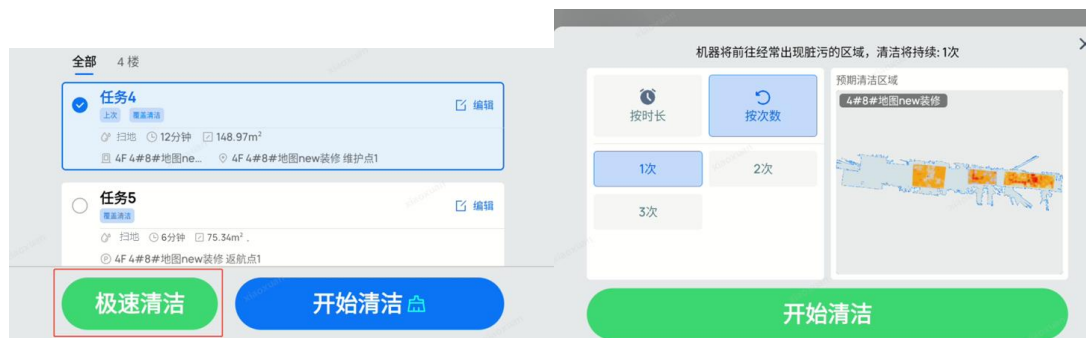 全部 4楼
任务4
上次 覆盖清洁
编辑
扫地 12分钟 148.97m²
4F 4#8#地图ne... 4F 4#8#地图new装修 维护点1
任务5
覆盖清洁
编辑
扫地 6分钟 75.34m² .
4F 4#8#地图new装修 返航点1
极速清洁 开始清洁
机器将前往经常出现脏污的区域，清洁将持续: 1次
按时长 按次数
1次 2次
3次
预期清洁区域
4#8#地图new装修
开始清洁